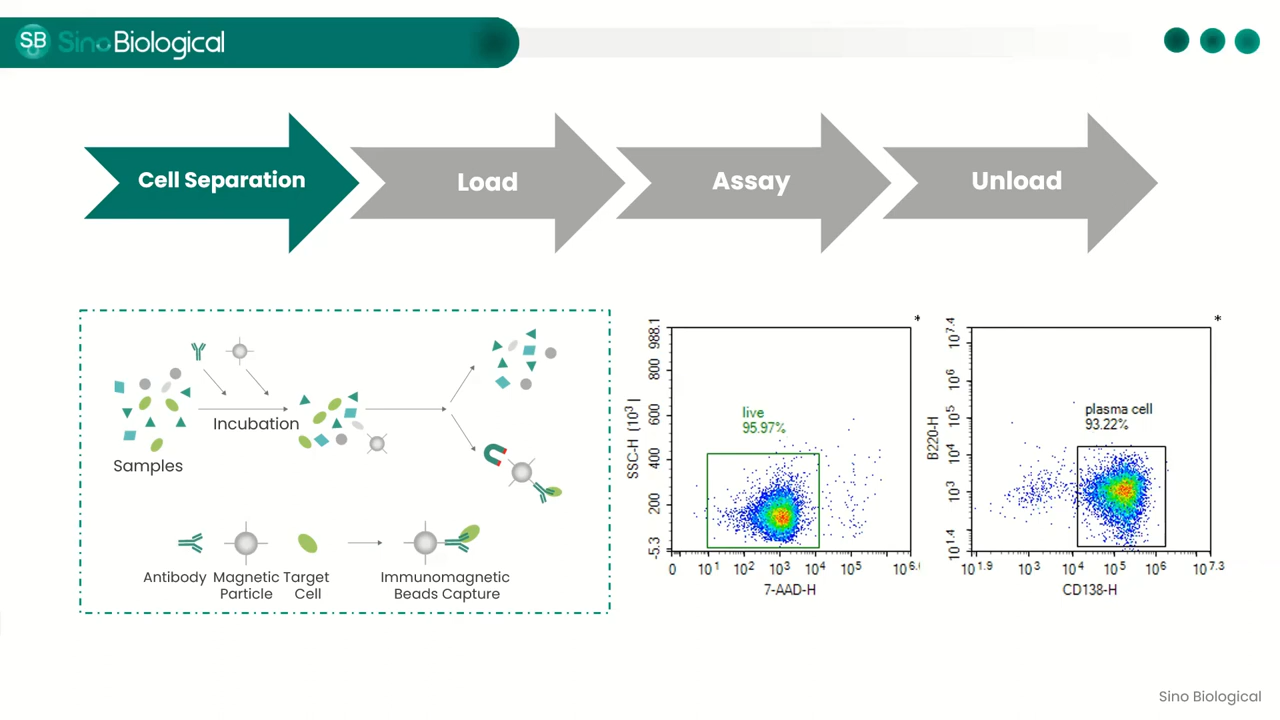 SB Sino Biological
Cell Separation
Load
Assay
Unload
Incubation
Samples
Antibody
Magnetic
Particle
Target
Cell
Immunomagnetic
Beads Capture
*
live
95.97%
SSC-H (10³)
988.1
800
600
400
200
-5.3
0
10¹
10²
10³
10⁴
10⁵
10⁶·
7-AAD-H
*
plasma cell
93.22%
B220-H
10⁷·⁴
10⁶
10⁵
10⁴
10³
10¹·⁴
10¹·⁹
10³
10⁴
10⁵
10⁶
10⁷·³
CD138-H
Sino Biological